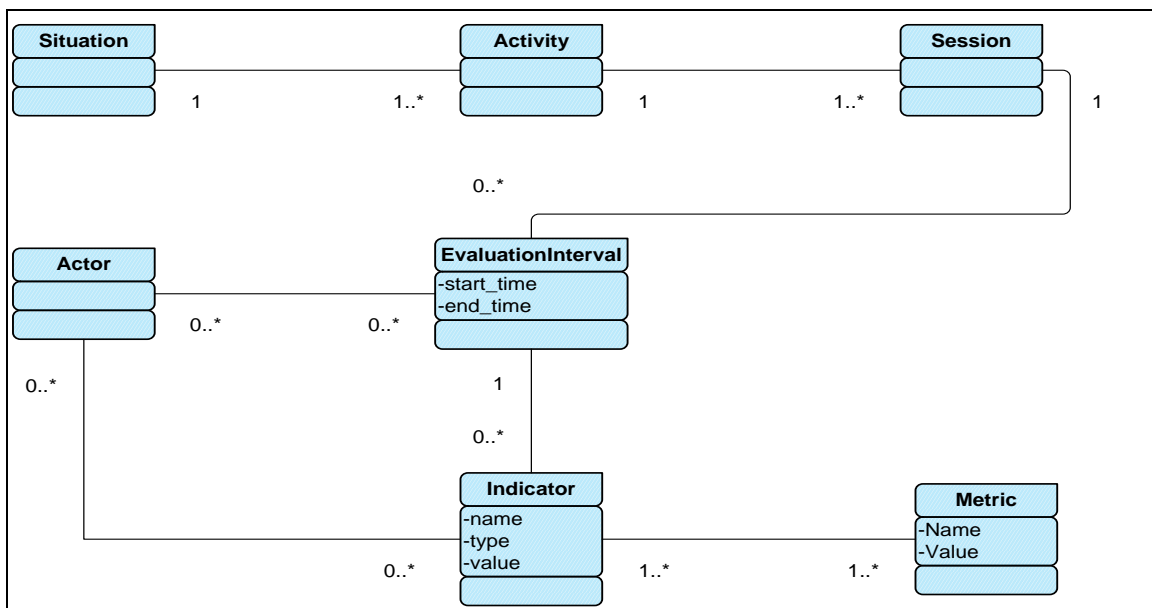 Situation
Activity
Session
1
1..*
1
1..*
1
0..*
Actor
EvaluationInterval
-start_time
-end_time
0..*
0..*
0..*
1
0..*
Indicator
-name
-type
-value
Metric
-Name
-Value
0..*
1..*
1..*